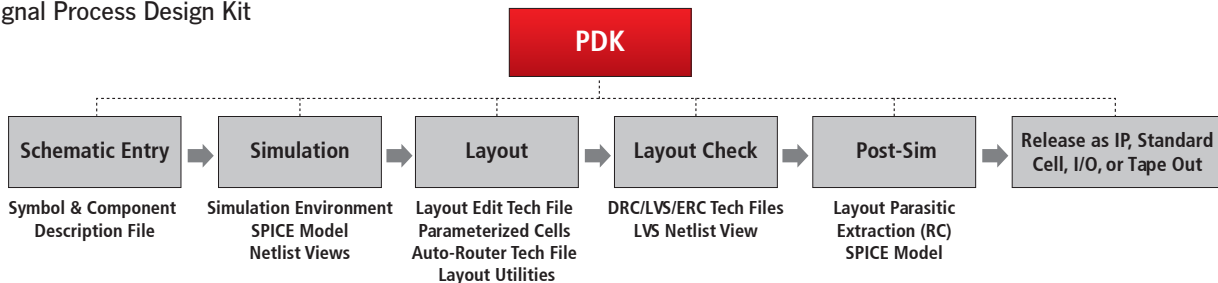 gnal Process Design Kit
PDK
Schematic Entry
Simulation
Layout
Layout Check
Post-Sim
Release as IP, Standard
Cell, I/O, or Tape Out
Symbol & Component
Description File
Simulation Environment
SPICE Model
Netlist Views
Layout Edit Tech File
Parameterized Cells
Auto-Router Tech File
Layout Utilities
DRC/LVS/ERC Tech Files
LVS Netlist View
Layout Parasitic
Extraction (RC)
SPICE Model